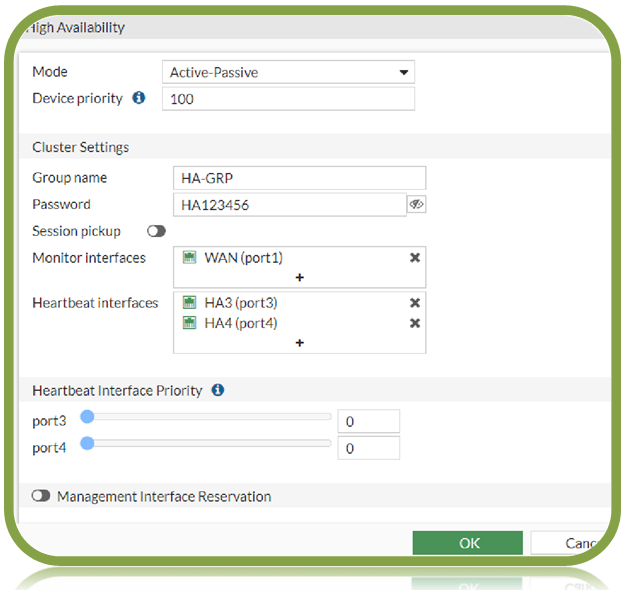 High Availability
Mode Active-Passive
Device priority 100
Cluster Settings
Group name HA-GRP
Password HA123456
Session pickup
Monitor interfaces WAN (port1)
+
Heartbeat interfaces HA3 (port3)
HA4 (port4)
+
Heartbeat Interface Priority
port3 0
port4 0
Management Interface Reservation
OK Canc